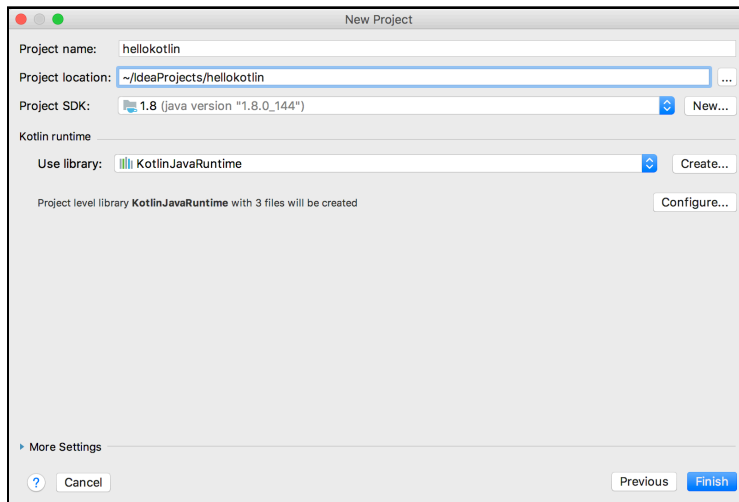 New Project
Project name: hellokotlin
Project location: ~/IdeaProjects/hellokotlin ...
Project SDK: 1.8 (java version "1.8.0_144") New...
Kotlin runtime
Use library: KotlinJavaRuntime Create...
Project level library KotlinJavaRuntime with 3 files will be created Configure...
More Settings
? Cancel Previous Finish